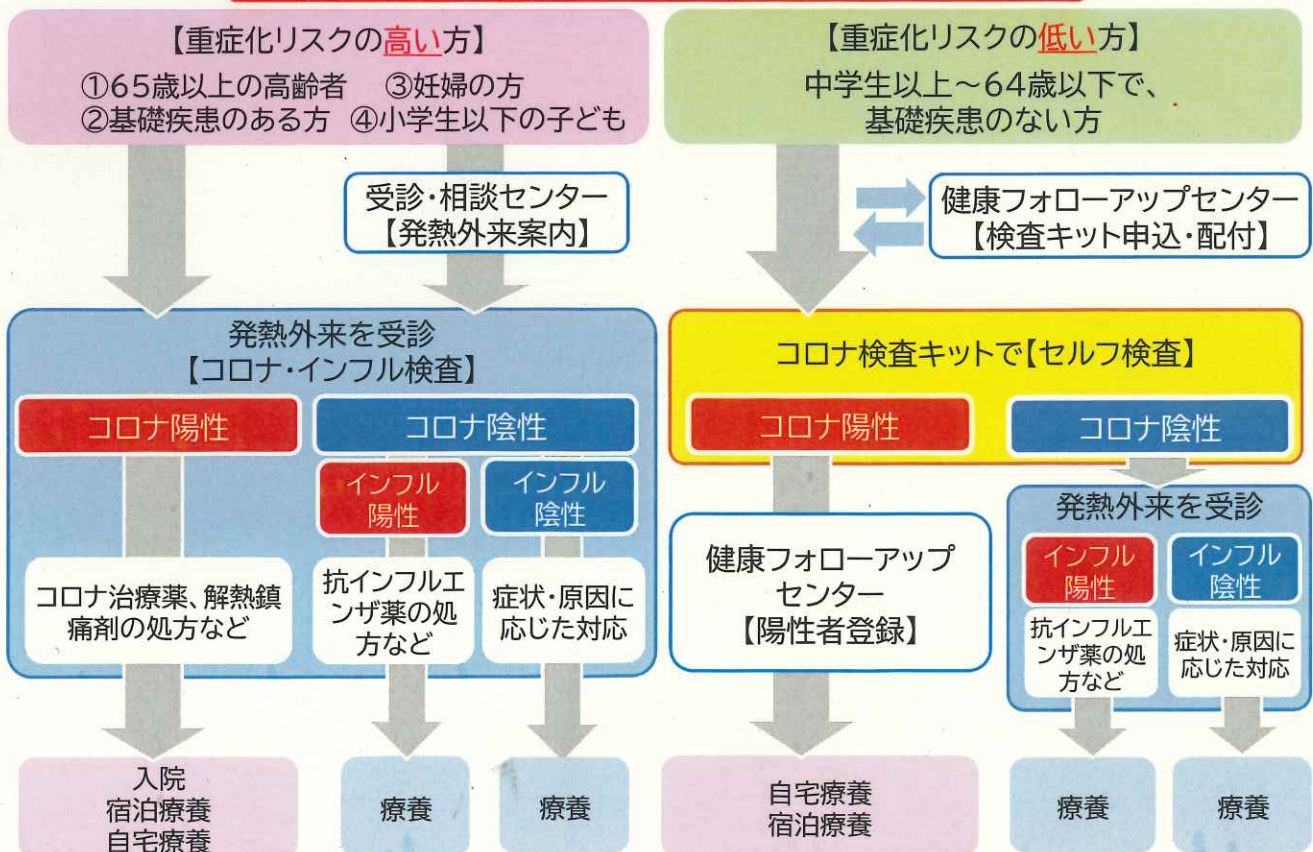 【重症化リスクの高い方】
①65歳以上の高齢者　③妊婦の方
②基礎疾患のある方　④小学生以下の子ども
【重症化リスクの低い方】
中学生以上～64歳以下で、
基礎疾患のない方
受診・相談センター
【発熱外来案内】
健康フォローアップセンター
【検査キット申込・配付】
発熱外来を受診
【コロナ・インフル検査】
コロナ陽性
コロナ陰性
インフル
陽性
インフル
陰性
コロナ治療薬、解熱鎮
痛剤の処方など
抗インフルエ
ンザ薬の処
方など
症状・原因に
応じた対応
入院
宿泊療養
自宅療養
療養
療養
コロナ検査キットで【セルフ検査】
コロナ陽性
コロナ陰性
健康フォローアップ
センター
【陽性者登録】
発熱外来を受診
インフル
陽性
インフル
陰性
抗インフルエ
ンザ薬の処
方など
症状・原因に
応じた対応
自宅療養
宿泊療養
療養
療養